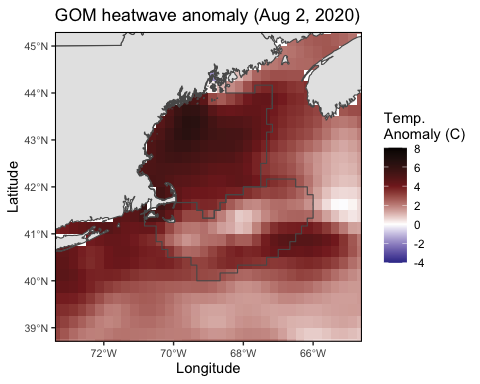 GOM heatwave anomaly (Aug 2, 2020)
45°N
44°N
43°N
42°N
41°N
40°N
39°N
Latitude
72°W
70°W
68°W
66°W
Longitude
Temp.
Anomaly (C)
8
6
4
2
0
-2
-4